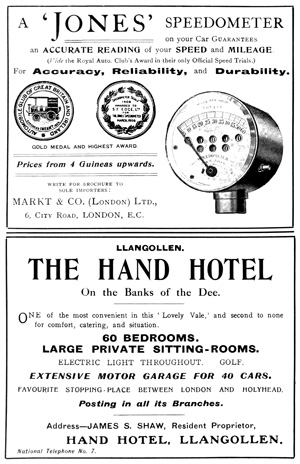 A 'JONES' SPEEDOMETER
on your Car GUARANTEES
an ACCURATE READING of your SPEED and MILEAGE
(Vide the Royal Auto. Club's Award in their only Official Speed Trials.)
For Accuracy, Reliability, and Durability.
GOLD MEDAL AND HIGHEST AWARD.
Prices from 4 Guineas upwards.
WRITE FOR BROCHURE TO
SOLE IMPORTERS:
MARKT & CO. (LONDON) LTD.,
6, CITY ROAD, LONDON, E.C.
LLANGOLLEN.
THE HAND HOTEL
On the Banks of the Dee.
ONE of the most convenient in this 'Lovely Vale,' and second to none
for comfort, catering, and situation.
60 BEDROOMS.
LARGE PRIVATE SITTING-ROOMS.
ELECTRIC LIGHT THROUGHOUT. GOLF.
EXTENSIVE MOTOR GARAGE FOR 40 CARS.
FAVOURITE STOPPING-PLACE BETWEEN LONDON AND HOLYHEAD.
Posting in all its Branches.
Address—JAMES S. SHAW, Resident Proprietor,
HAND HOTEL, LLANGOLLEN.
National Telephone No. 7.